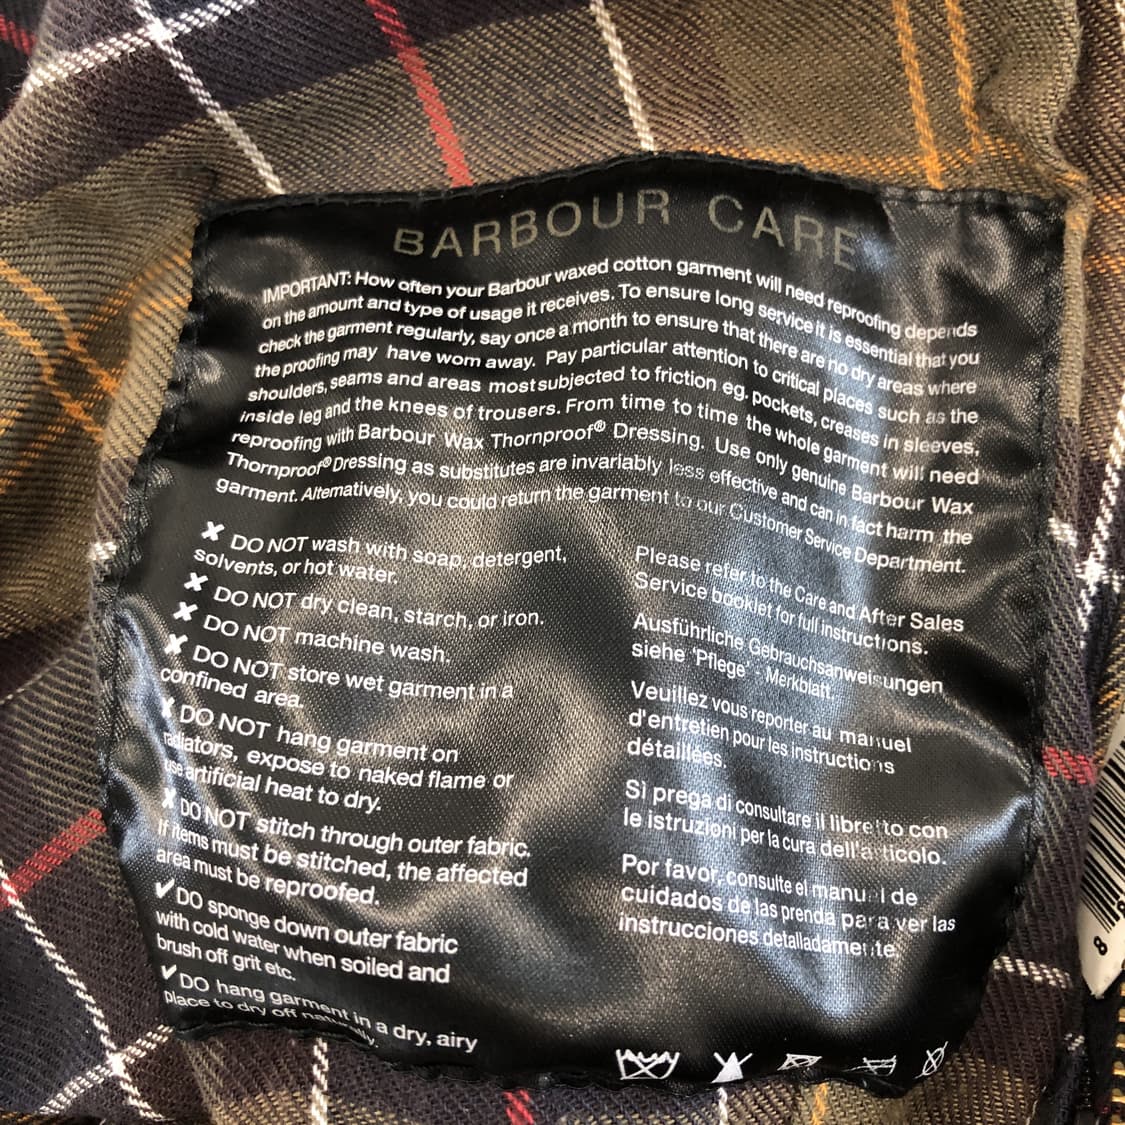 BARBOUR CARE
IMPORTANT: How often your Barbour waxed cotton garment will need reproofing depends
on the amount and type of usage it receives. To ensure long service it is essential that you
check the garment regularly, say once a month to ensure that there are no dry areas where
the proofing may have worn away. Pay particular attention to critical places such as the
shoulders, seams and areas most subjected to friction eg. pockets, creases in sleeves,
inside leg and the knees of trousers. From time to time the whole garment will need
reproofing with Barbour Wax Thornproof® Dressing. Use only genuine Barbour Wax
Thornproof® Dressing as substitutes are invariably less effective and can in fact harm the
garment. Alternatively, you could return the garment to our Customer Service Department.
✖ DO NOT wash with soap, detergent,
solvents, or hot water.
✖ DO NOT dry clean, starch, or iron.
✖ DO NOT machine wash.
✖ DO NOT store wet garment in a
confined area.
✖ DO NOT hang garment on
radiators, expose to naked flame or
use artificial heat to dry.
✖ DO NOT stitch through outer fabric.
If items must be stitched, the affected
area must be reproofed.
✔ DO sponge down outer fabric
with cold water when soiled and
brush off grit etc.
✔ DO hang garment in a dry, airy
place to dry off naturally.
Please refer to the Care and After Sales
Service booklet for full instructions.
Ausführliche Gebrauchsanweisungen
siehe 'Pflege' - Merkblatt.
Veuillez vous reporter au manuel
d'entretien pour les instructions
détaillées.
Si prega di consultare il libretto con
le istruzioni per la cura dell'articolo.
Por favor, consulte el manual de
cuidados de las prenda para ver las
instrucciones detalladamente.
8